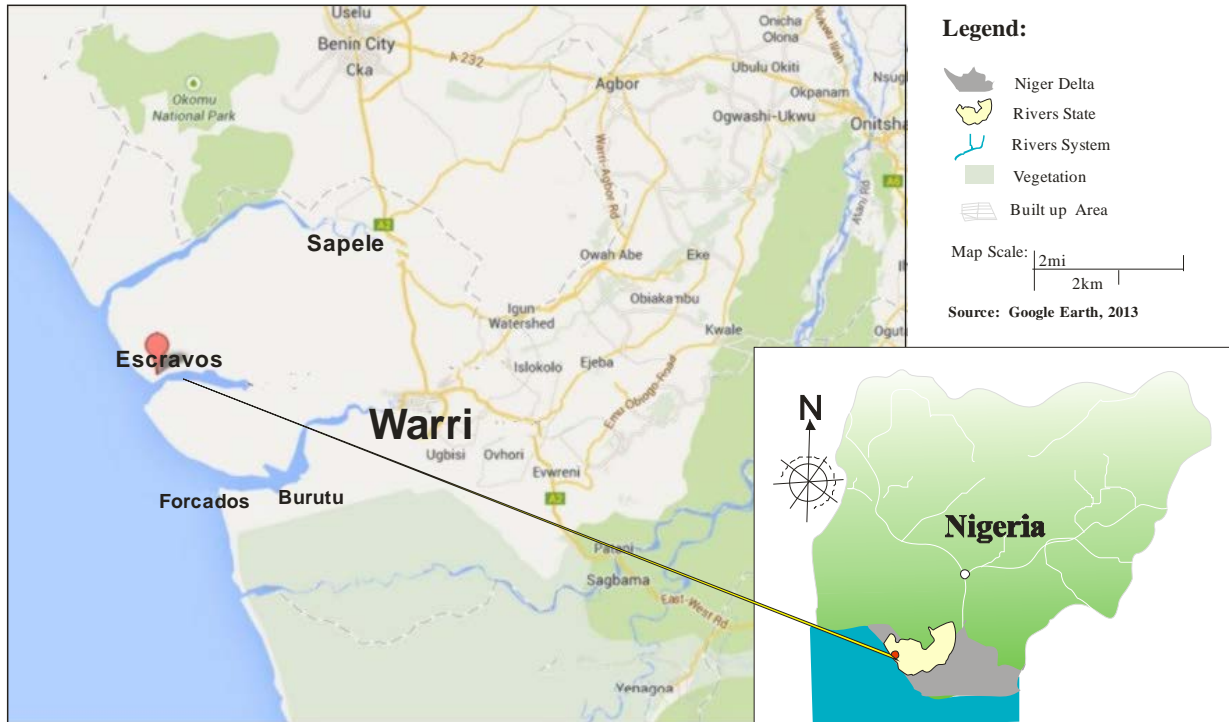 Uselu
Benin City
Cka
A 232
Onicha
Olona
Ubulu Okiti
Agbor
Okpanam
Ogwashi-Ukwu
Onitsha
Okomu
National Park
Warri-Agbor Rd
Atani Rd
A6
A2
Sapele
Owah Abe
Eke
Igun
Watershed
Obiakambu
Kwale
Escravos
Islokolo
Ejeba
Emu Obiogo Road
Warri
Ugbisi
Ovhori
Evwreni
A2
Forcados
Burutu
Patani
Sagbama
East-West Rd
Yenagoa
Legend:
Niger Delta
Rivers State
Rivers System
Vegetation
Built up Area
Map Scale:
2mi
2km
Source: Google Earth, 2013
N
Nigeria